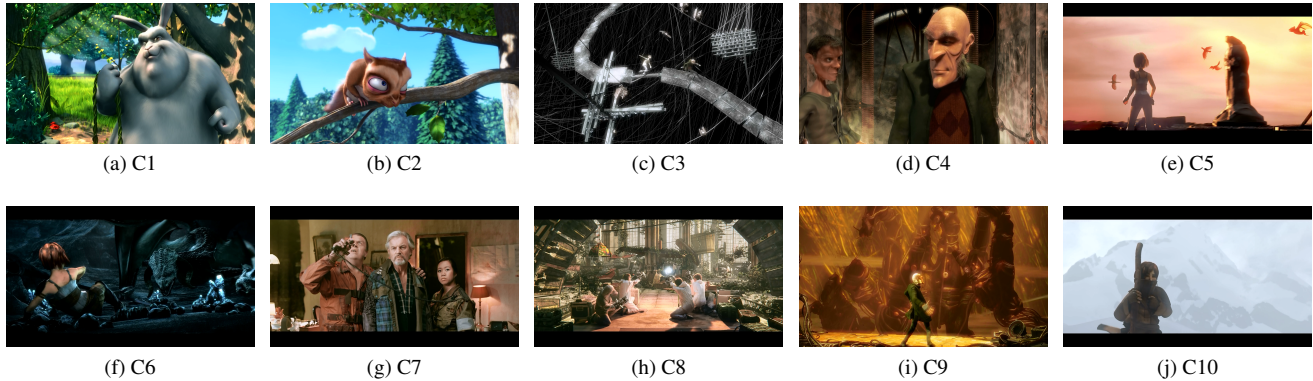 (a) C1
(b) C2
(c) C3
(d) C4
(e) C5
(f) C6
(g) C7
(h) C8
(i) C9
(j) C10